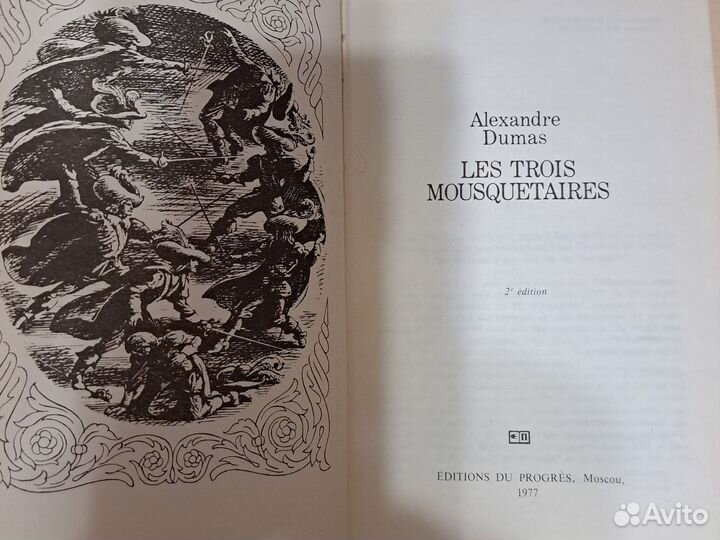 Alexandre
Dumas
LES TROIS
MOUSQUETAIRES
2e édition
ÉDITIONS DU PROGRÈS, Moscou,
1977
Avito